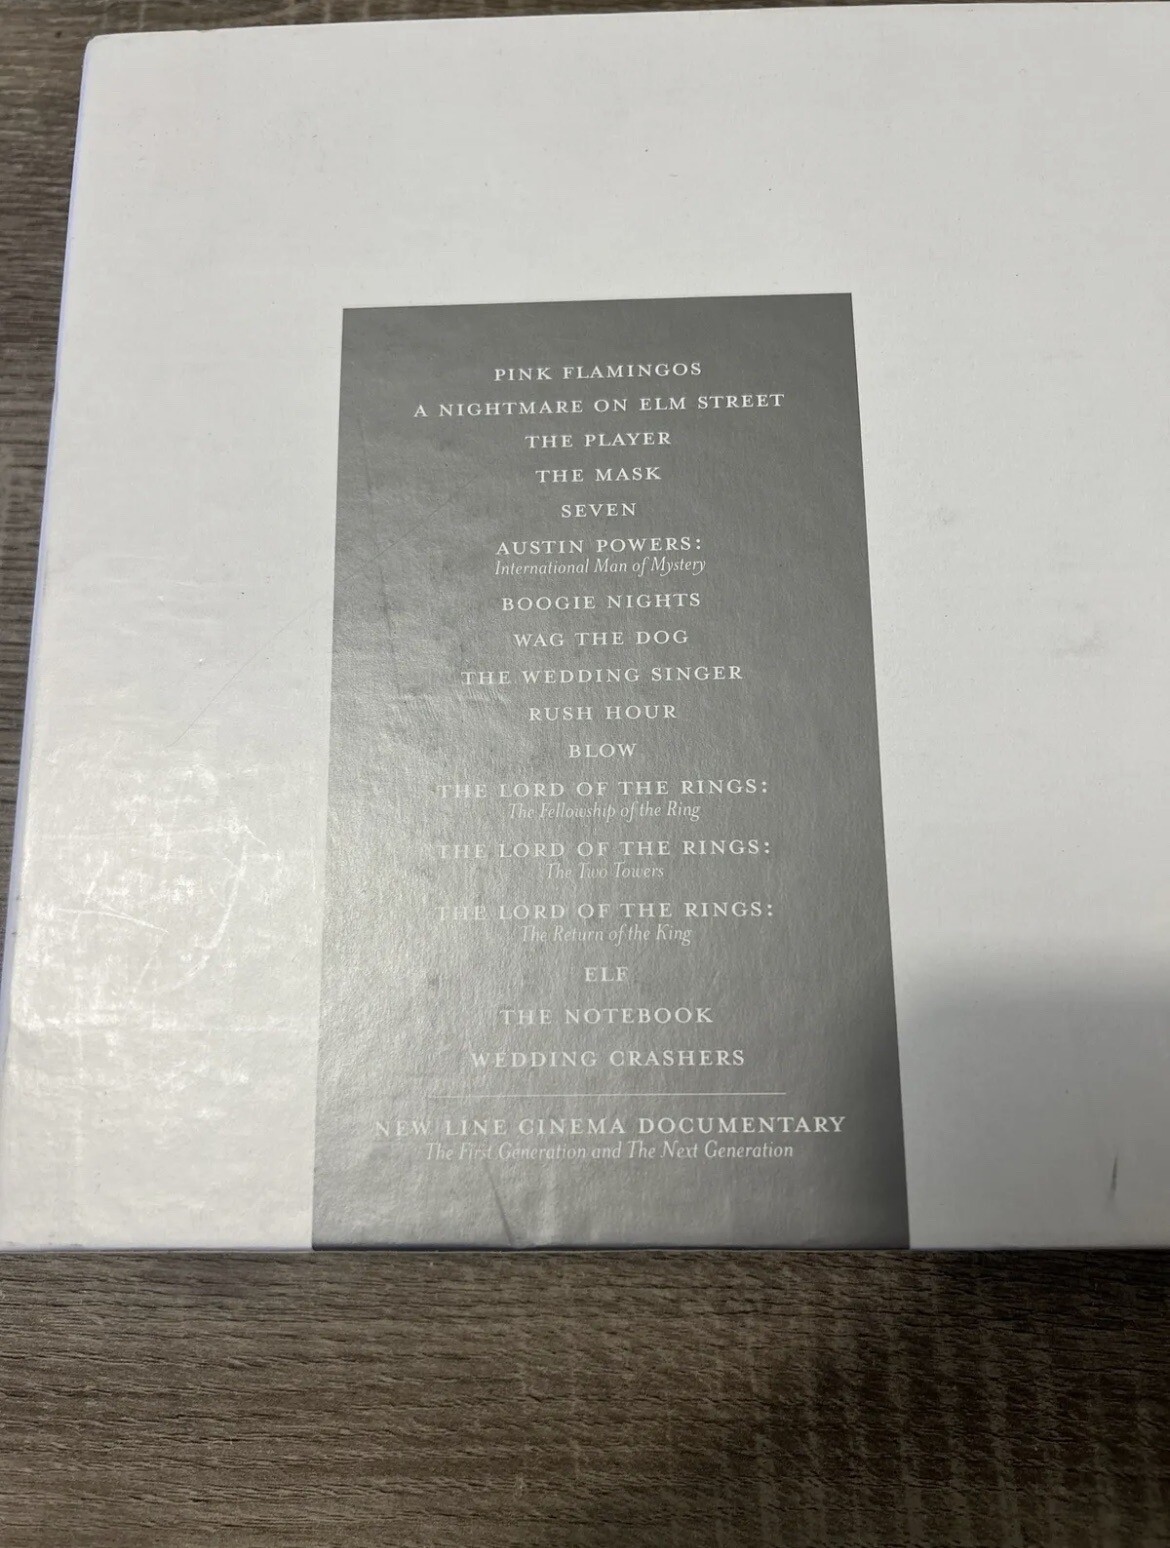 PINK FLAMINGOS
A NIGHTMARE ON ELM STREET
THE PLAYER
THE MASK
SEVEN
AUSTIN POWERS:
International Man of Mystery
BOOGIE NIGHTS
WAG THE DOG
THE WEDDING SINGER
RUSH HOUR
BLOW
THE LORD OF THE RINGS:
The Fellowship of the Ring
THE LORD OF THE RINGS:
The Two Towers
THE LORD OF THE RINGS:
The Return of the King
ELF
THE NOTEBOOK
WEDDING CRASHERS
NEW LINE CINEMA DOCUMENTARY
The First Generation and The Next Generation